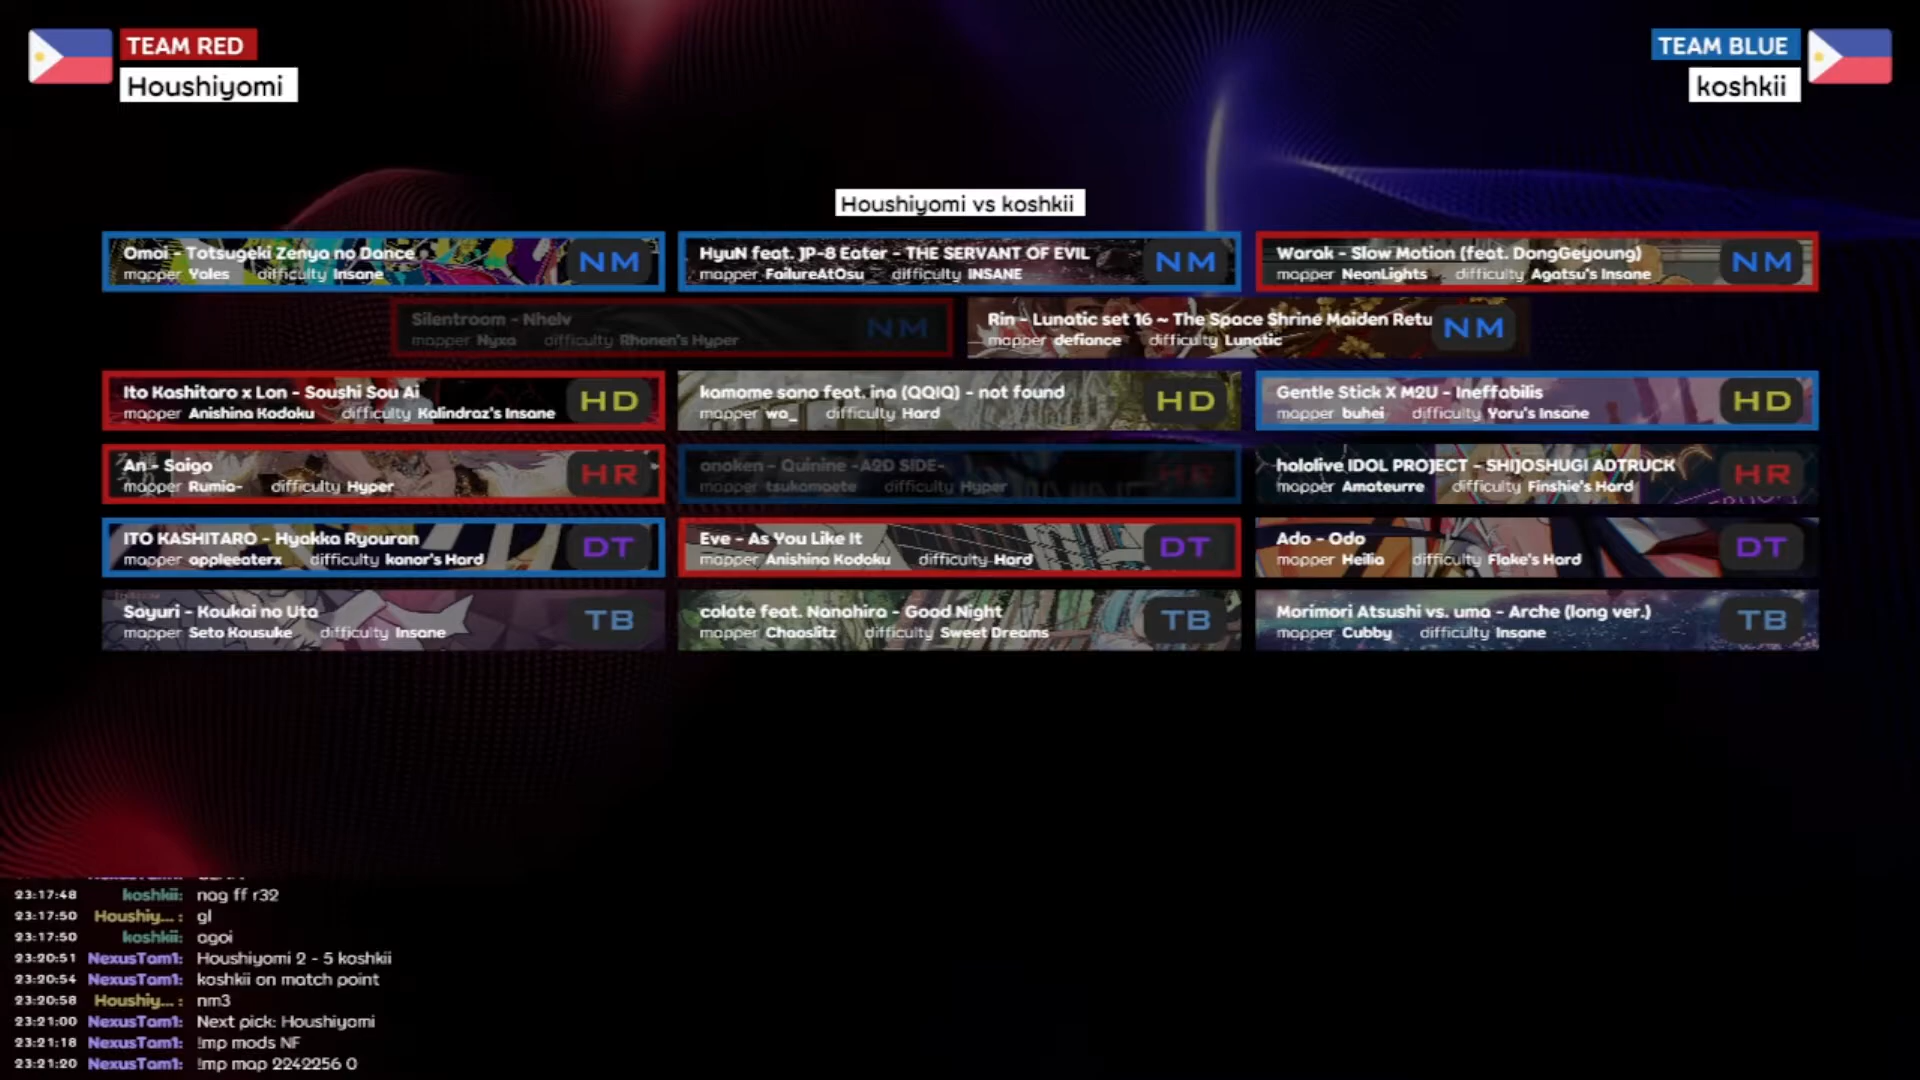 TEAM RED
Houshiyomi
TEAM BLUE
koshkii
Houshiyomi vs koshkii
Omoi - Totsugeki Zenya no Dance
mapper Yales difficulty Insane
NM
HyuN feat. JP-8 Eater - THE SERVANT OF EVIL
mapper FailureAtOsu difficulty INSANE
NM
Warak - Slow Motion (feat. DongGeiyoung)
mapper NeonLights difficulty Agatsu's Insane
NM
Silentroom - Nhelv
mapper Nyxa difficulty Rhonen's Hyper
NM
Rin - Lunatic set 16 ~ The Space Shrine Maiden Retu
mapper defiance difficulty Lunatic
NM
Ito Kashitaro x Lon - Soushi Sou Ai
mapper Anishina Kodoku difficulty Kalindraz's Insane
HD
kamome sano feat. ina (QQIQ) - not found
mapper wa_ difficulty Hard
HD
Gentle Stick X M2U - Ineffabilis
mapper buhei difficulty Yoru's Insane
HD
An - Saigo
mapper Rumia- difficulty Hyper
HR
onoken - Quinine -A2D SIDE-
mapper tsukamaete difficulty Hyper
HR
hololive IDOL PROJECT - SHIJOSHUGI ADTRUCK
mapper Amateurre difficulty Finshie's Hard
HR
ITO KASHITARO - Hyakka Ryouran
mapper appleeaterx difficulty kanor's Hard
DT
Eve - As You Like It
mapper Anishina Kodoku difficulty Hard
DT
Ado - Odo
mapper Heilia difficulty Flake's Hard
DT
Sayuri - Koukai no Uta
mapper Seto Kousuke difficulty Insane
TB
colate feat. Nanahira - Good Night
mapper Chaoslitz difficulty Sweet Dreams
TB
Morimori Atsushi vs. uma - Arche (long ver.)
mapper Cubby difficulty Insane
TB
23:17:48 koshkii: nag ff r32
23:17:50 Houshiy... : gl
23:17:50 koshkii: agoi
23:20:51 NexusTam1: Houshiyomi 2 - 5 koshkii
23:20:54 NexusTam1: koshkii on match point
23:20:58 Houshiy... : nm3
23:21:00 NexusTam1: Next pick: Houshiyomi
23:21:18 NexusTam1: !mp mods NF
23:21:20 NexusTam1: !mp map 2242256 0